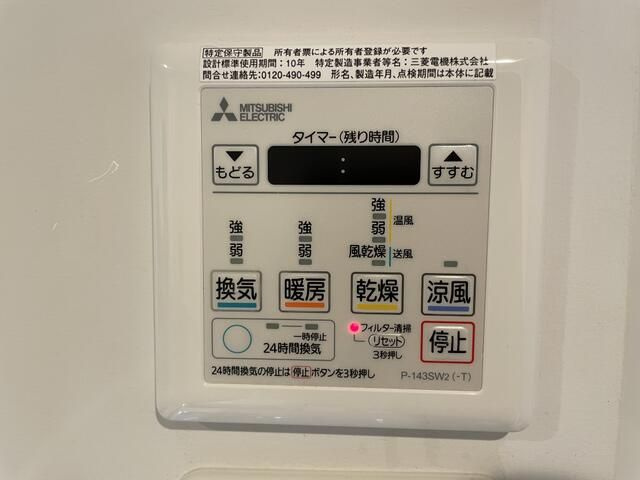 特定保守製品 所有者票による所有者登録が必要です
設計標準使用期間：10年 特定製造事業者等名：三菱電機株式会社
問合せ連絡先:0120-490-499 形名、製造年月、点検期間は本体に記載
MITSUBISHI
ELECTRIC
タイマー(残り時間)
▼
もどる
:
▲
すすむ
強
弱
強
弱
強
弱
温風
風乾燥
送風
換気
暖房
乾燥
涼風
一時停止
24時間換気
フィルター清掃
リセット
3秒押し
停止
24時間換気の停止は停止ボタンを3秒押し
P-143SW2 (-T)